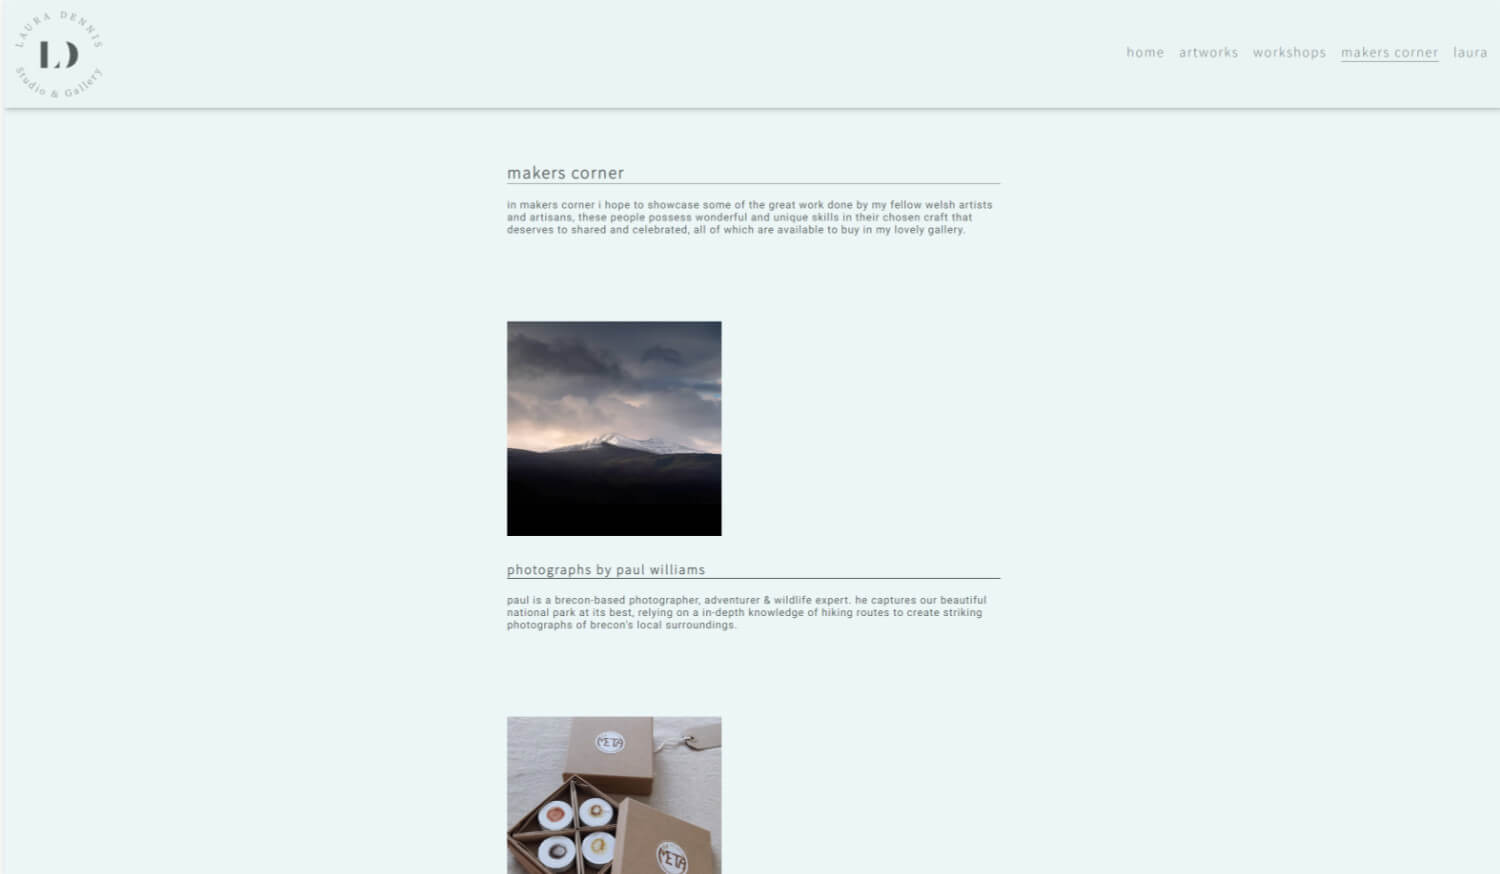 LAURA DENNIS
LD
Studio & Gallery
home artworks workshops makers corner laura
makers corner
in makers corner i hope to showcase some of the great work done by my fellow welsh artists
and artisans, these people possess wonderful and unique skills in their chosen craft that
deserves to shared and celebrated, all of which are available to buy in my lovely gallery.
photographs by paul williams
paul is a brecon-based photographer, adventurer & wildlife expert. he captures our beautiful
national park at its best, relying on a in-depth knowledge of hiking routes to create striking
photographs of brecon's local surroundings.
META
META